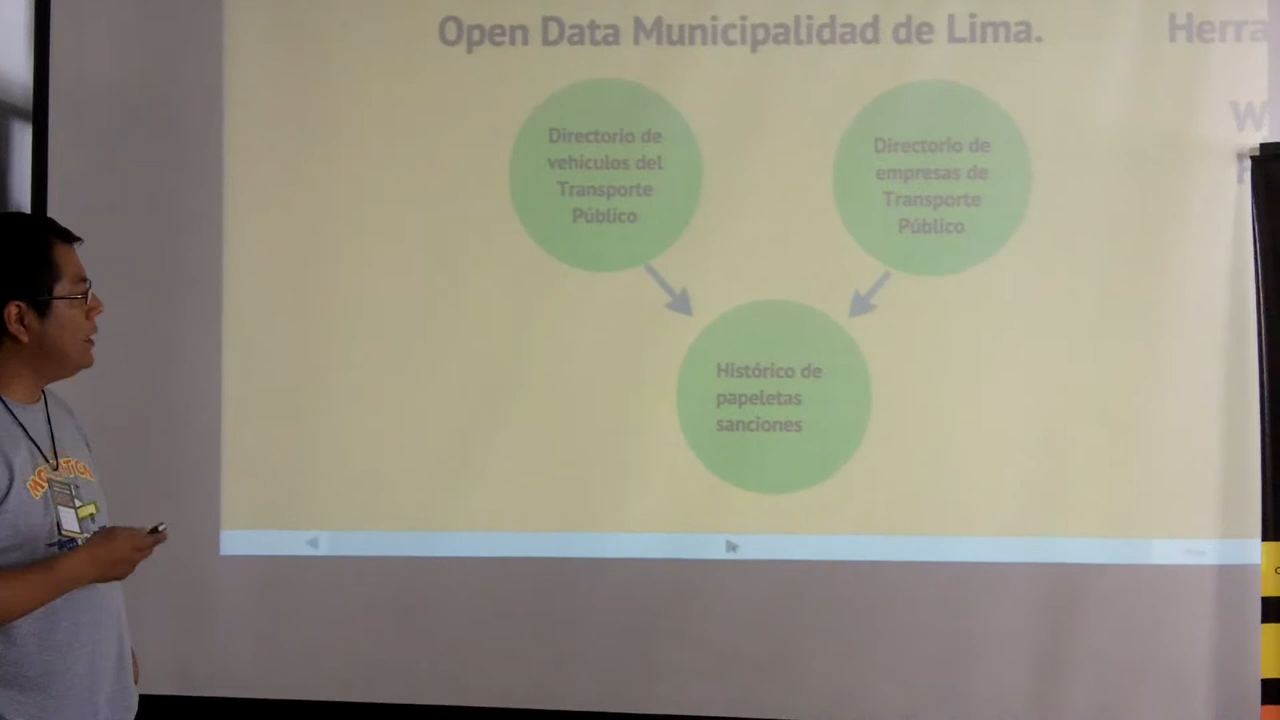 Open Data Municipalidad de Lima.
Herra
W
Directorio de
vehículos del
Transporte
Público
Directorio de
empresas de
Transporte
Público
Histórico de
papeletas
sanciones